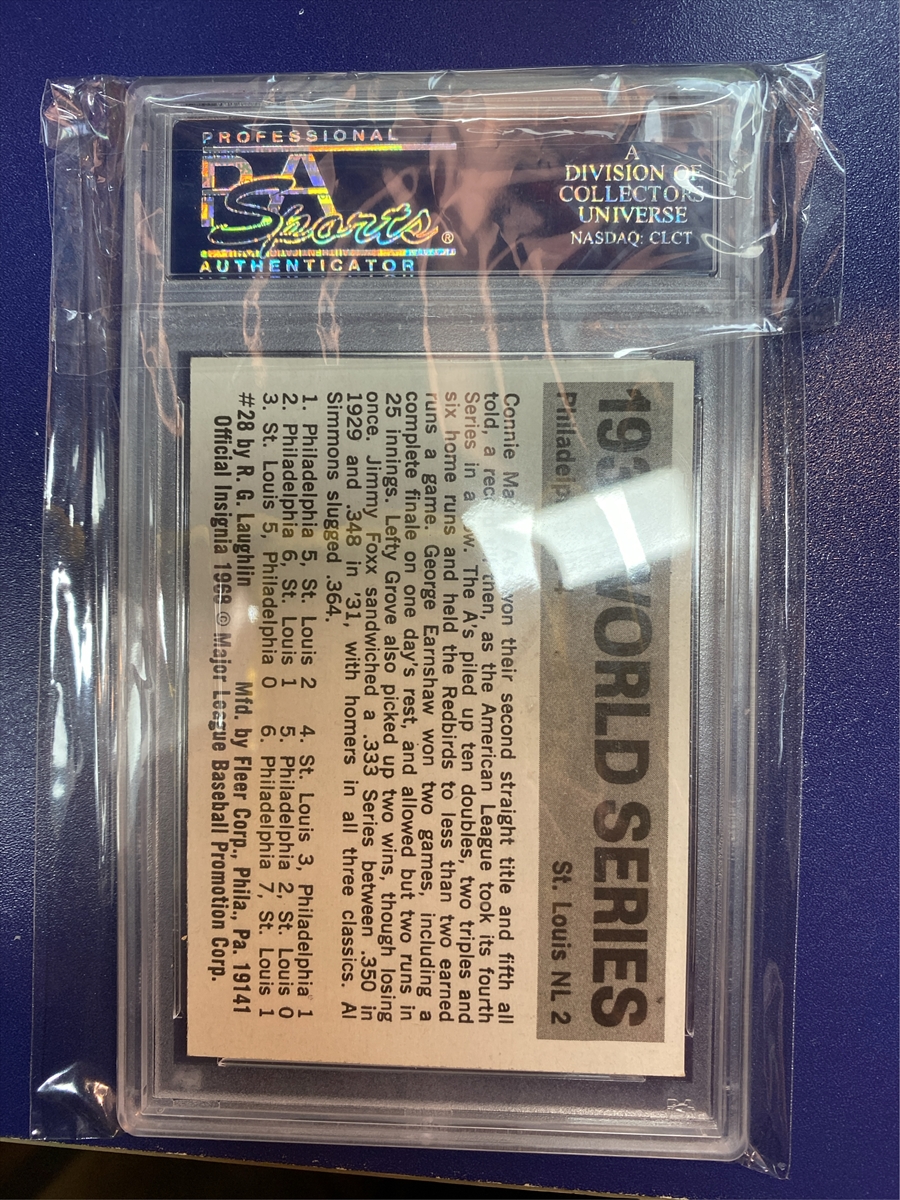 PROFESSIONAL
PSA
Sports®
AUTHENTICATOR
A
DIVISION OF
COLLECTORS
UNIVERSE
NASDAQ: CLCT
WORLD SERIES
St. Louis NL 2
Connie won their second straight title and fifth all
told, a then, as the American League took its fourth
Series in a The A's piled up ten doubles, two triples and
six home runs and held the Redbirds to less than two earned
runs a game. George Earnshaw won two games, including a
complete finale on one day's rest, and allowed but two runs in
25 innings. Lefty Grove also picked up two wins, though losing
once. Jimmy Foxx sandwiched a .333 Series between .350 in
1929 and .348 in '31, with homers in all three classics. Al
Simmons slugged .364.
1. Philadelphia 5, St. Louis 2 4. St. Louis 3, Philadelphia 1
2. Philadelphia 6, St. Louis 1 5. Philadelphia 2, St. Louis 0
3. St. Louis 5, Philadelphia 0 6. Philadelphia 7, St. Louis 1
#28 by R. G. Laughlin Mfd. by Fleer Corp., Phila., Pa. 19141
Official Insignia 1969 © Major League Baseball Promotion Corp.